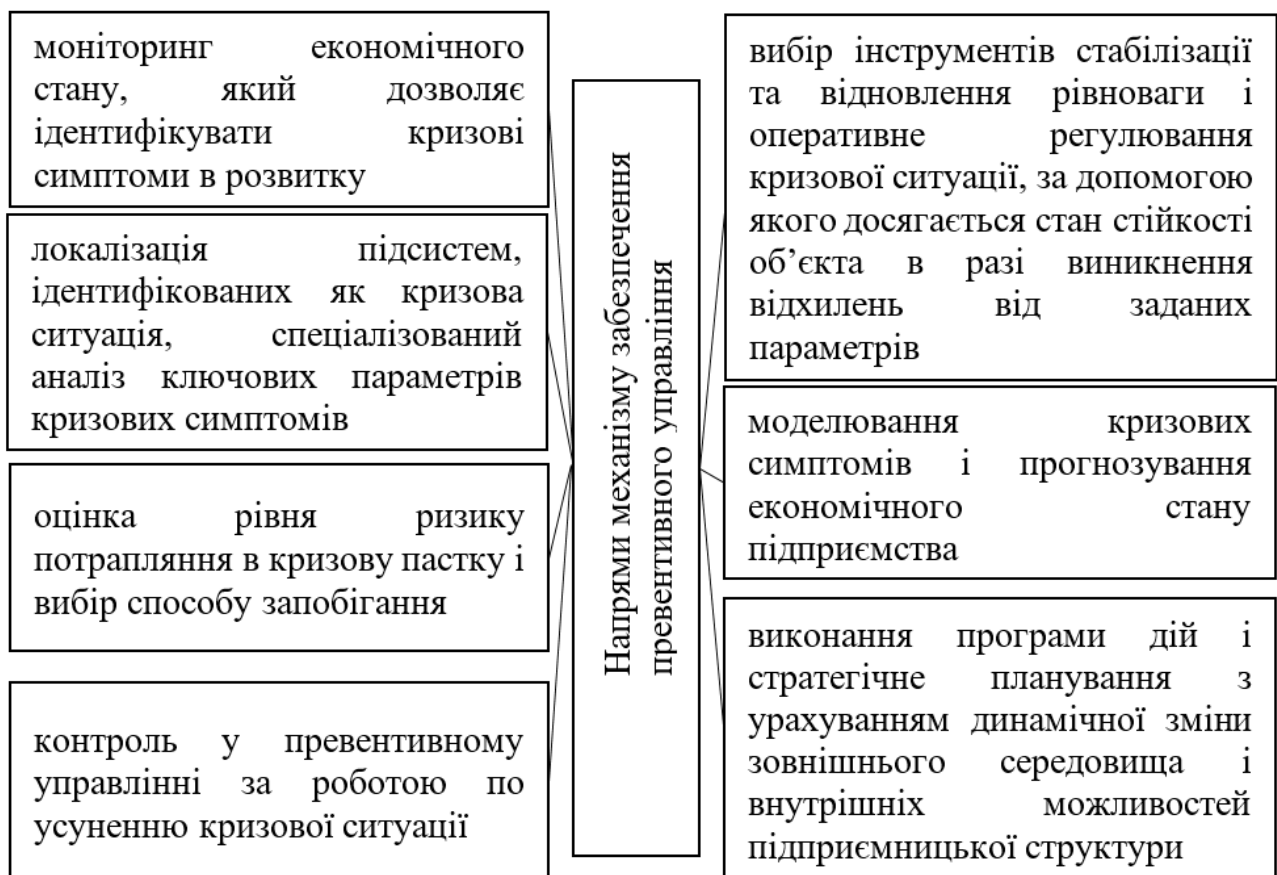 моніторинг економічного
стану, який дозволяє
ідентифікувати кризові
симптоми в розвитку
локалізація підсистем,
ідентифікованих як кризова
ситуація, спеціалізований
аналіз ключових параметрів
кризових симптомів
оцінка рівня ризику
потрапляння в кризову пастку і
вибір способу запобігання
контроль у превентивному
управлінні за роботою по
усуненню кризової ситуації
Напрями механізму забезпечення
превентивного управління
вибір інструментів стабілізації
та відновлення рівноваги і
оперативне регулювання
кризової ситуації, за допомогою
якого досягається стан стійкості
об’єкта в разі виникнення
відхилень від заданих
параметрів
моделювання кризових
симптомів і прогнозування
економічного стану
підприємства
виконання програми дій і
стратегічне планування з
урахуванням динамічної зміни
зовнішнього середовища і
внутрішніх можливостей
підприємницької структури